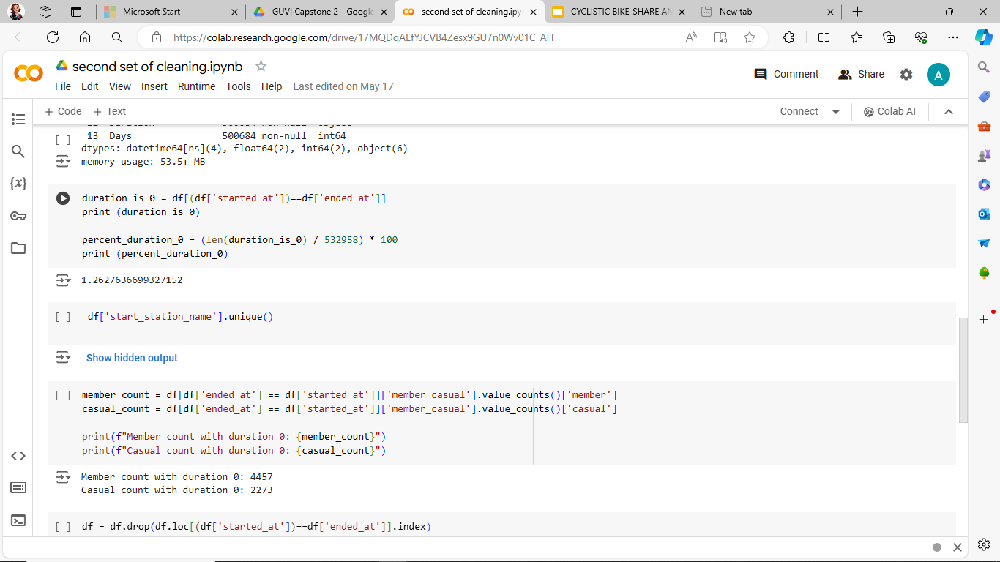 Microsoft Start
GUVI Capstone 2 - Google
second set of cleaning.ipy
CYCLISTIC BIKE-SHARE AN
New tab
https://colab.research.google.com/drive/17MQDqAEfYJCVB4Zesx9GU7n0Wv01C_AH
second set of cleaning.ipynb
Comment
Share
A
File Edit View Insert Runtime Tools Help Last edited on May 17
+ Code + Text
Connect
Colab AI
[ ] 13 Days 500684 non-null int64
dtypes: datetime64[ns](4), float64(2), int64(2), object(6)
memory usage: 53.5+ MB
{x}
duration_is_0 = df[(df['started_at'])==df['ended_at']]
print (duration_is_0)
percent_duration_0 = (len(duration_is_0) / 532958) * 100
print (percent_duration_0)
1.2627636699327152
[ ] df['start_station_name'].unique()
Show hidden output
[ ] member_count = df[df['ended_at'] == df['started_at']]['member_casual'].value_counts()['member']
casual_count = df[df['ended_at'] == df['started_at']]['member_casual'].value_counts()['casual']
print(f"Member count with duration 0: {member_count}")
print(f"Casual count with duration 0: {casual_count}")
Member count with duration 0: 4457
Casual count with duration 0: 2273
[ ] df = df.drop(df.loc[(df['started_at'])==df['ended_at']].index)